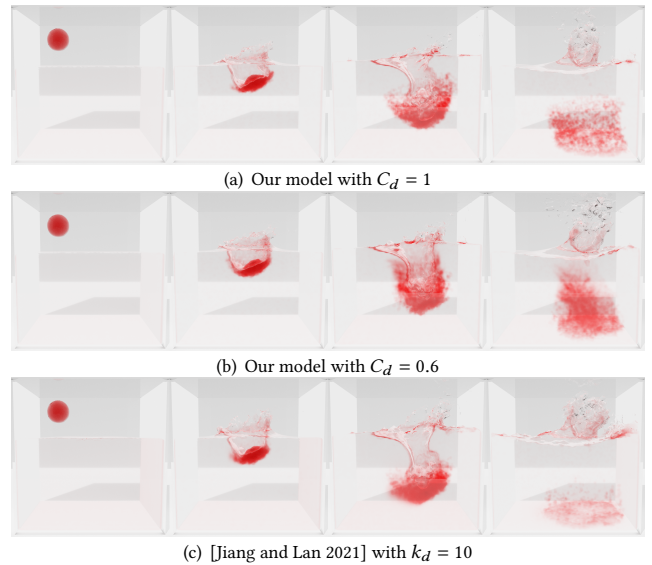 (a) Our model with C_d = 1
(b) Our model with C_d = 0.6
(c) [Jiang and Lan 2021] with k_d = 10